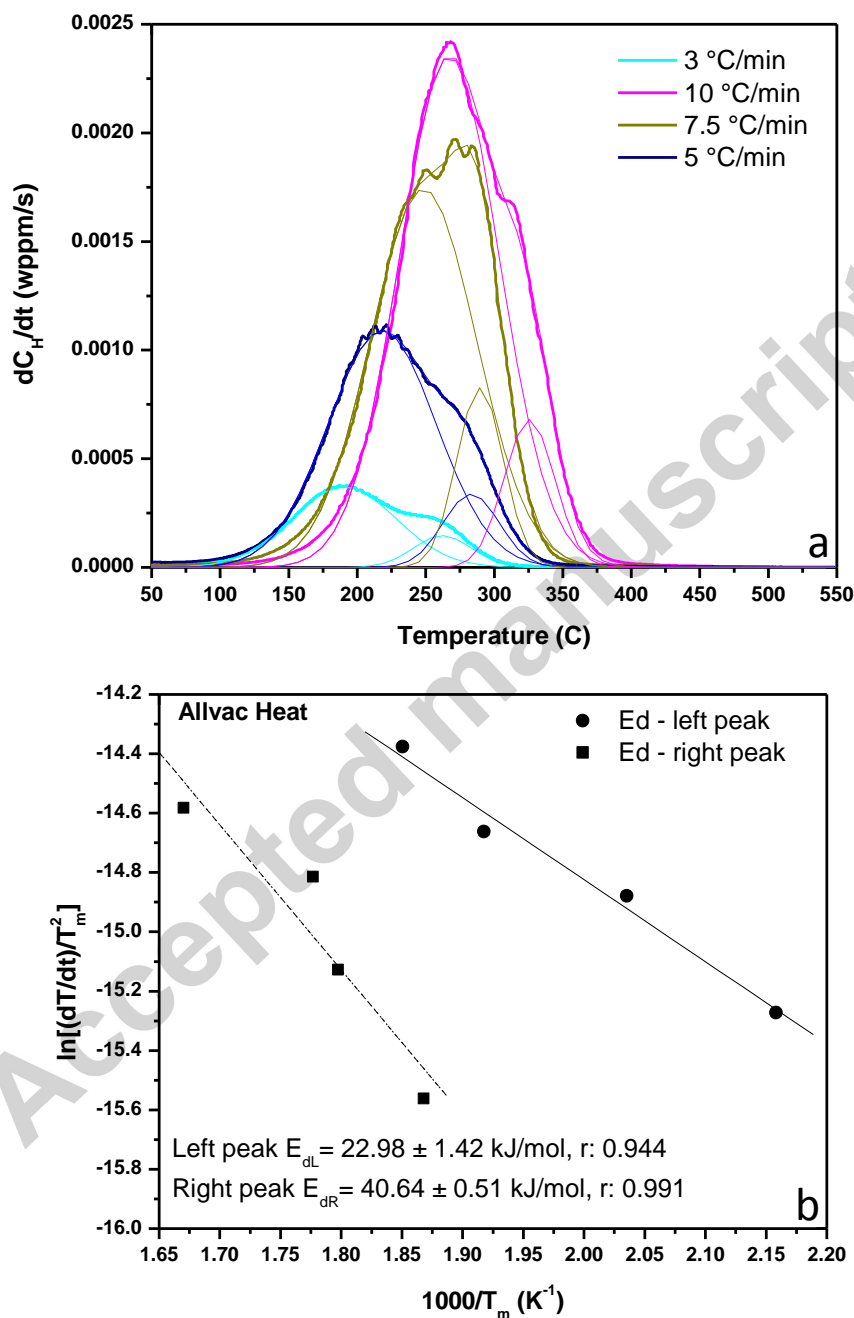 0.0025
0.0020
0.0015
0.0010
0.0005
0.0000
dC_H/dt (wppm/s)
3 °C/min
10 °C/min
7.5 °C/min
5 °C/min
a
50 100 150 200 250 300 350 400 450 500 550
Temperature (C)
Accepted manuscript
-14.2
-14.4
-14.6
-14.8
-15.0
-15.2
-15.4
-15.6
-15.8
-16.0
ln[(dT/dt)/T_m^2]
Allvac Heat
Ed - left peak
Ed - right peak
Left peak E_dL= 22.98 ± 1.42 kJ/mol, r: 0.944
Right peak E_dR= 40.64 ± 0.51 kJ/mol, r: 0.991
b
1.65 1.70 1.75 1.80 1.85 1.90 1.95 2.00 2.05 2.10 2.15 2.20
1000/T_m (K^-1)